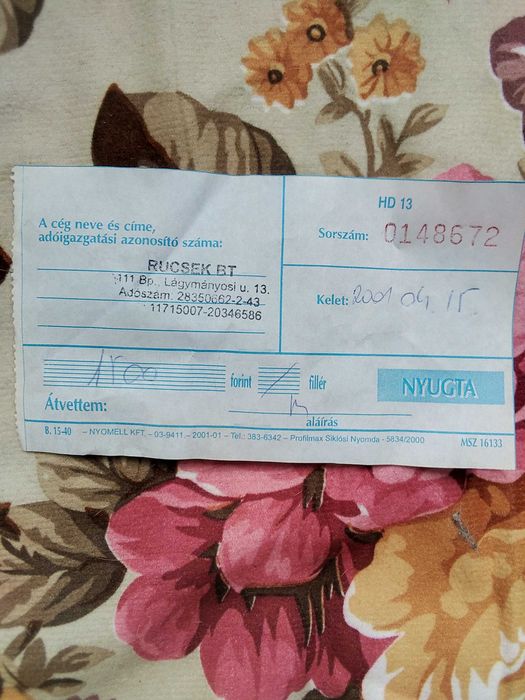 A cég neve és címe,
adóigazgatási azonosító száma:
RUCSEK BT
1111 Bp., Lágymányosi u. 13.
Adószám: 28350662-2-43
11715007-20346586
HD 13
Sorszám: 0148672
Kelet: 2001 04. 15.
1500 forint fillér
NYUGTA
Átvettem:
aláírás
B. 15-40 – NYOMELL KFT. – 03-9411. – 2001-01 – Tel.: 383-6342 – Profilmax Siklósi Nyomda - 5834/2000 MSZ 16133